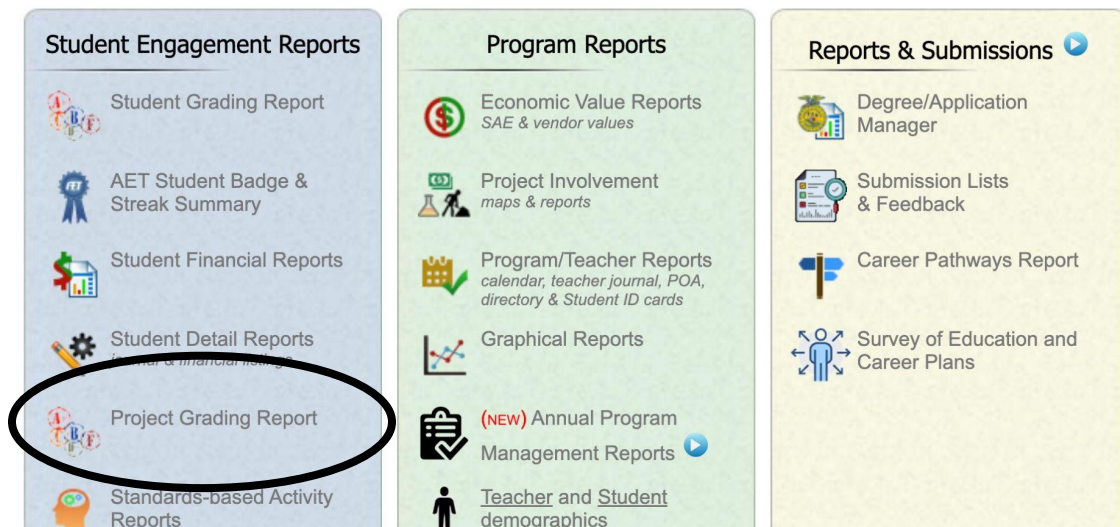 Student Engagement Reports
Student Grading Report
AET Student Badge &
Streak Summary
Student Financial Reports
Student Detail Reports
journal & financial listings
Project Grading Report
Standards-based Activity
Reports
Program Reports
Economic Value Reports
SAE & vendor values
Project Involvement
maps & reports
Program/Teacher Reports
calendar, teacher journal, POA,
directory & Student ID cards
Graphical Reports
(NEW) Annual Program
Management Reports
Teacher and Student
demographics
Reports & Submissions
Degree/Application
Manager
Submission Lists
& Feedback
Career Pathways Report
Survey of Education and
Career Plans